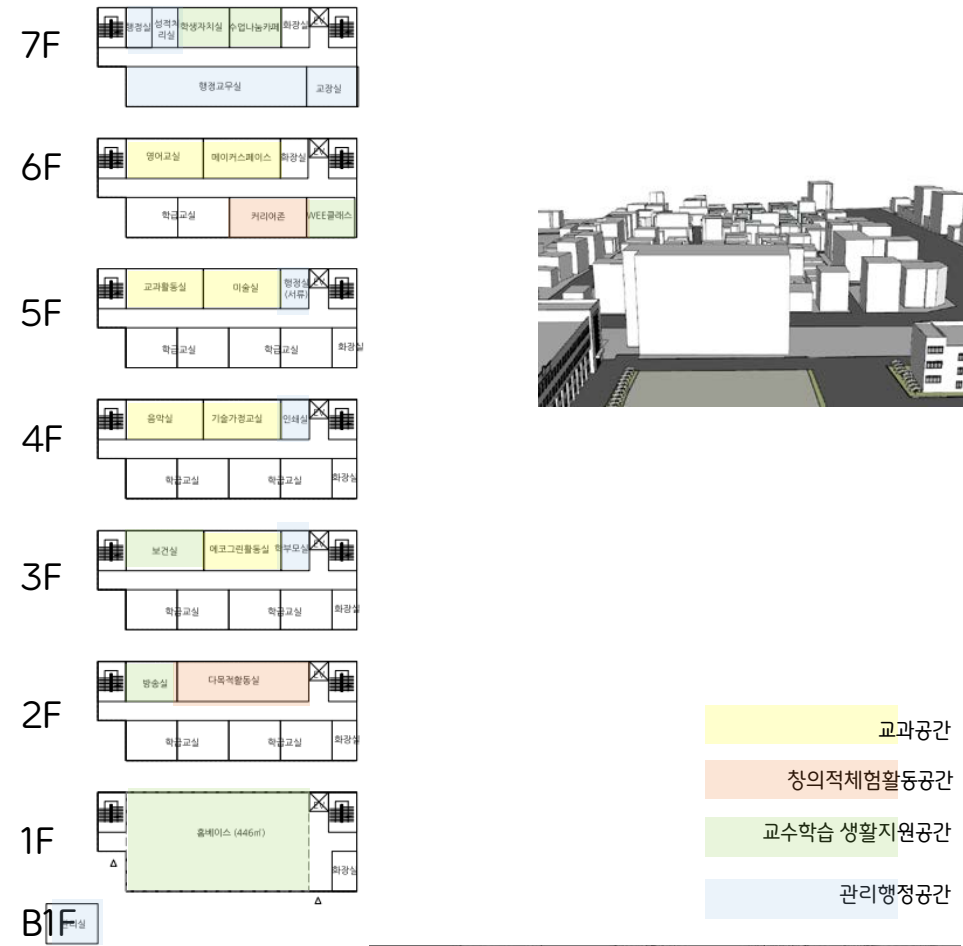 7F
행정실
성적처
리실
학생자치실
수업나눔카페
화장실
EV
행정교무실
교장실
6F
영어교실
메이커스페이스
화장실
EV
학급교실
커리어존
WEE클래스
5F
교과활동실
미술실
행정실
(서류)
EV
학급교실
학급교실
화장실
4F
음악실
기술가정교실
인쇄실
EV
학급교실
학급교실
화장실
3F
보건실
에코그린활동실
학부모실
EV
학급교실
학급교실
화장실
2F
방송실
다목적활동실
EV
학급교실
학급교실
화장실
1F
홈베이스 (446㎡)
EV
화장실
B1F
관리실
교과공간
창의적체험활동공간
교수학습 생활지원공간
관리행정공간